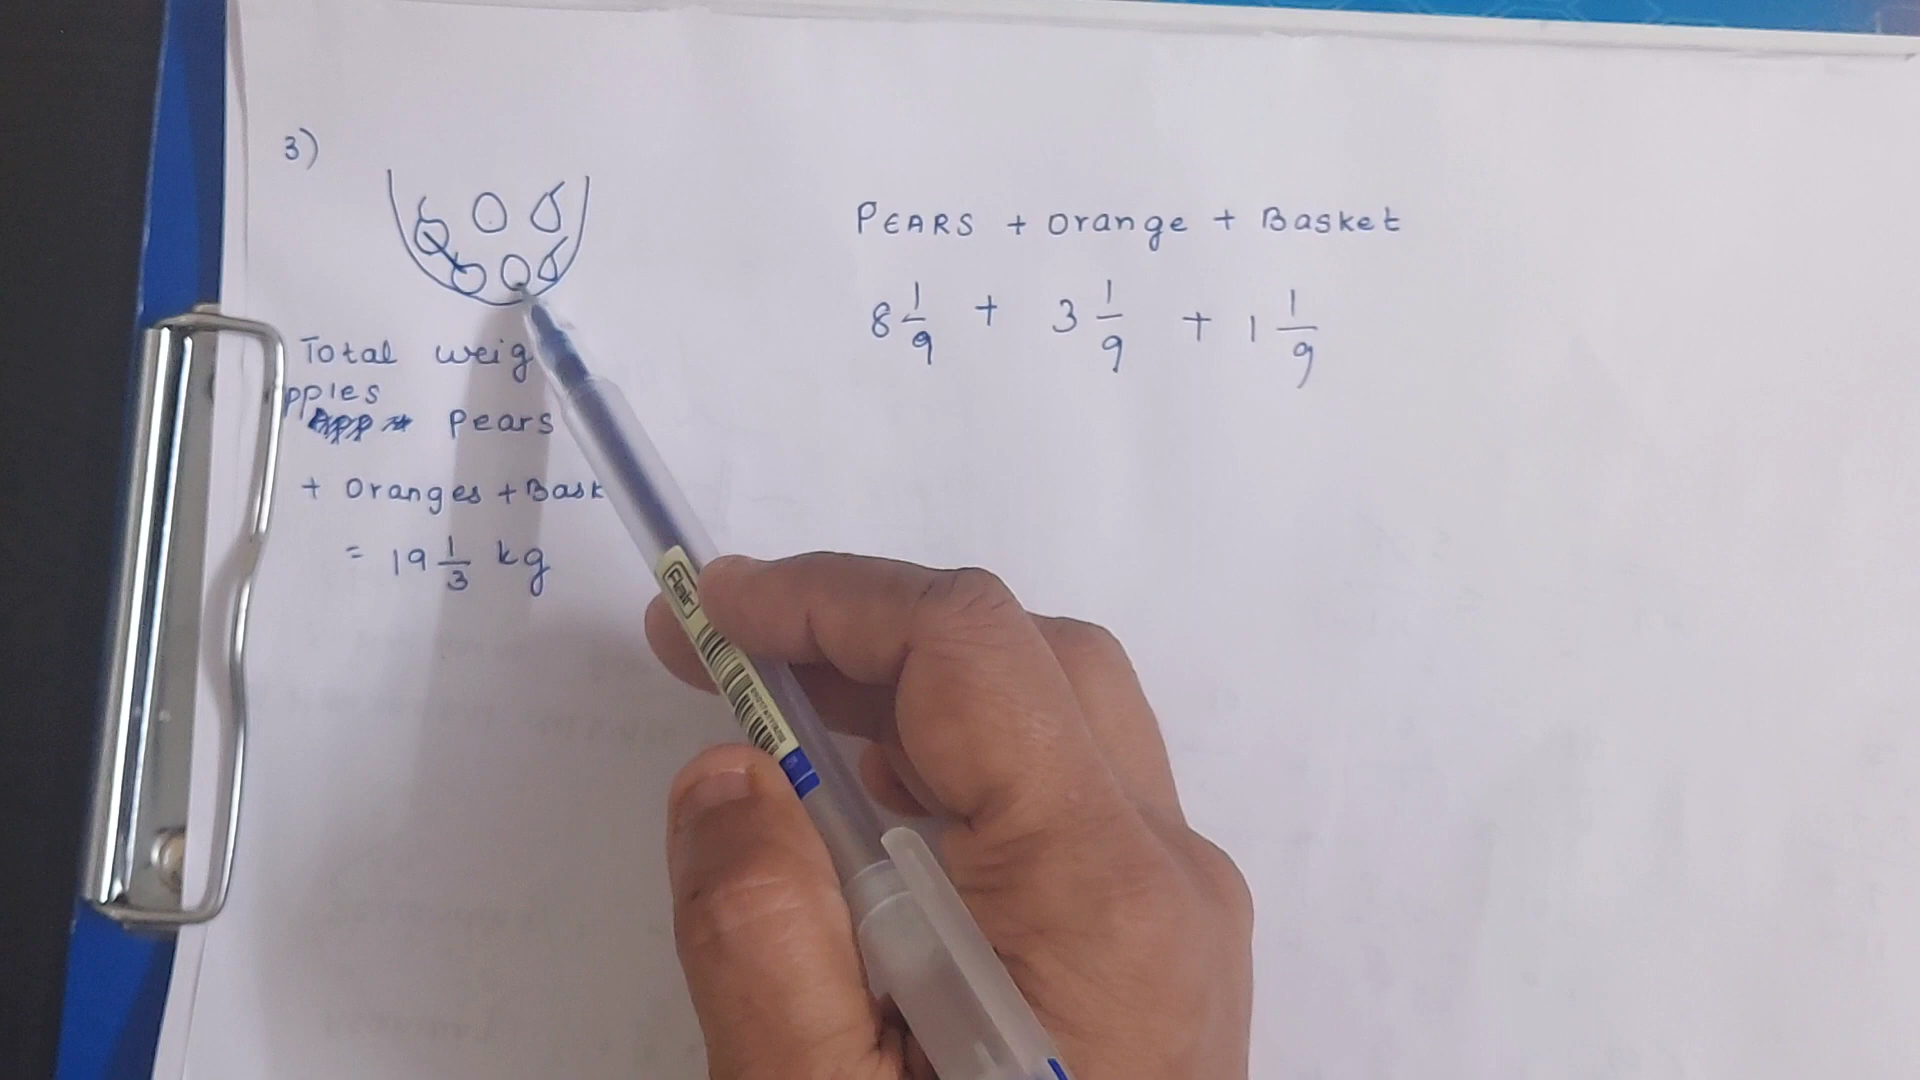 3)
Total weig
pples
Pears
+ Oranges + Bask
= 19 1/3 kg
PEARS + Orange + Basket
8 1/9 + 3 1/9 + 1 1/9
Flair